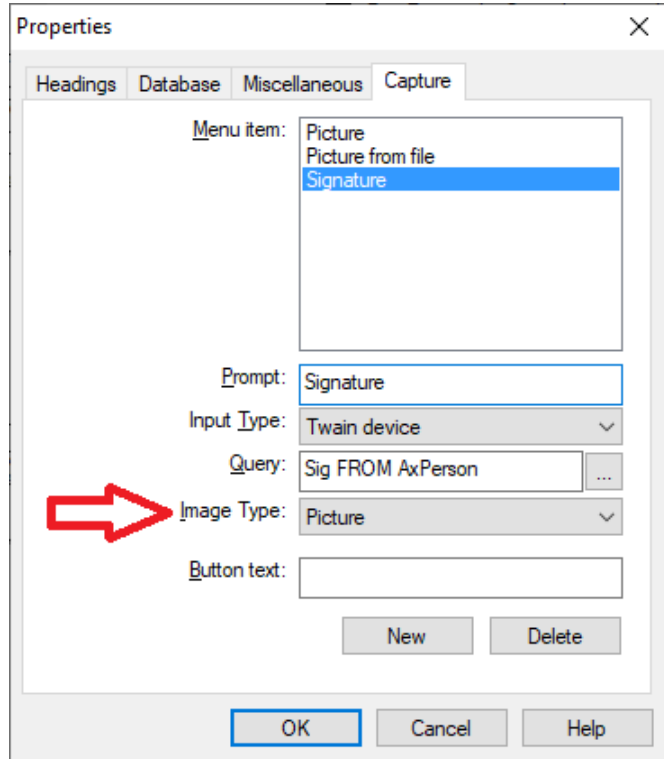 Properties
Headings Database Miscellaneous Capture
Menu item:
Picture
Picture from file
Signature
Prompt: Signature
Input Type: Twain device
Query: Sig FROM AxPerson ...
Image Type: Picture
Button text:
New Delete
OK Cancel Help